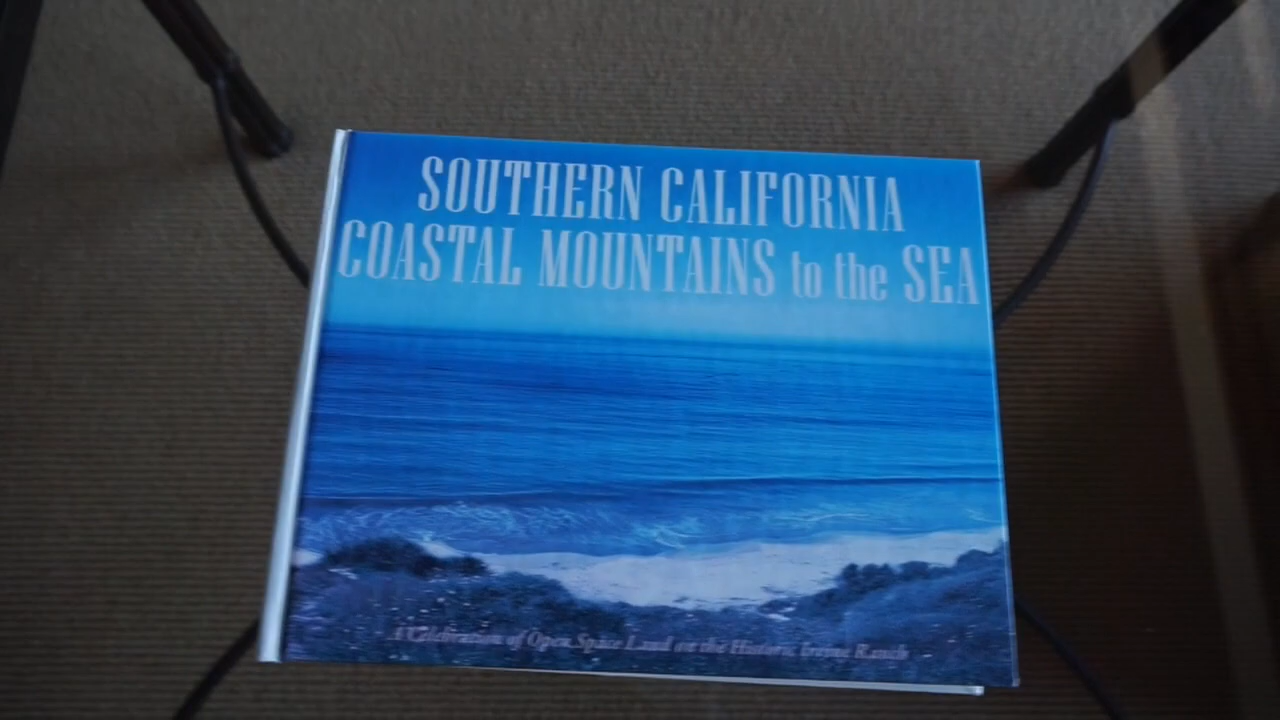 SOUTHERN CALIFORNIA
COASTAL MOUNTAINS to the SEA
A Celebration of Open Space Land on the Historic Irvine Ranch